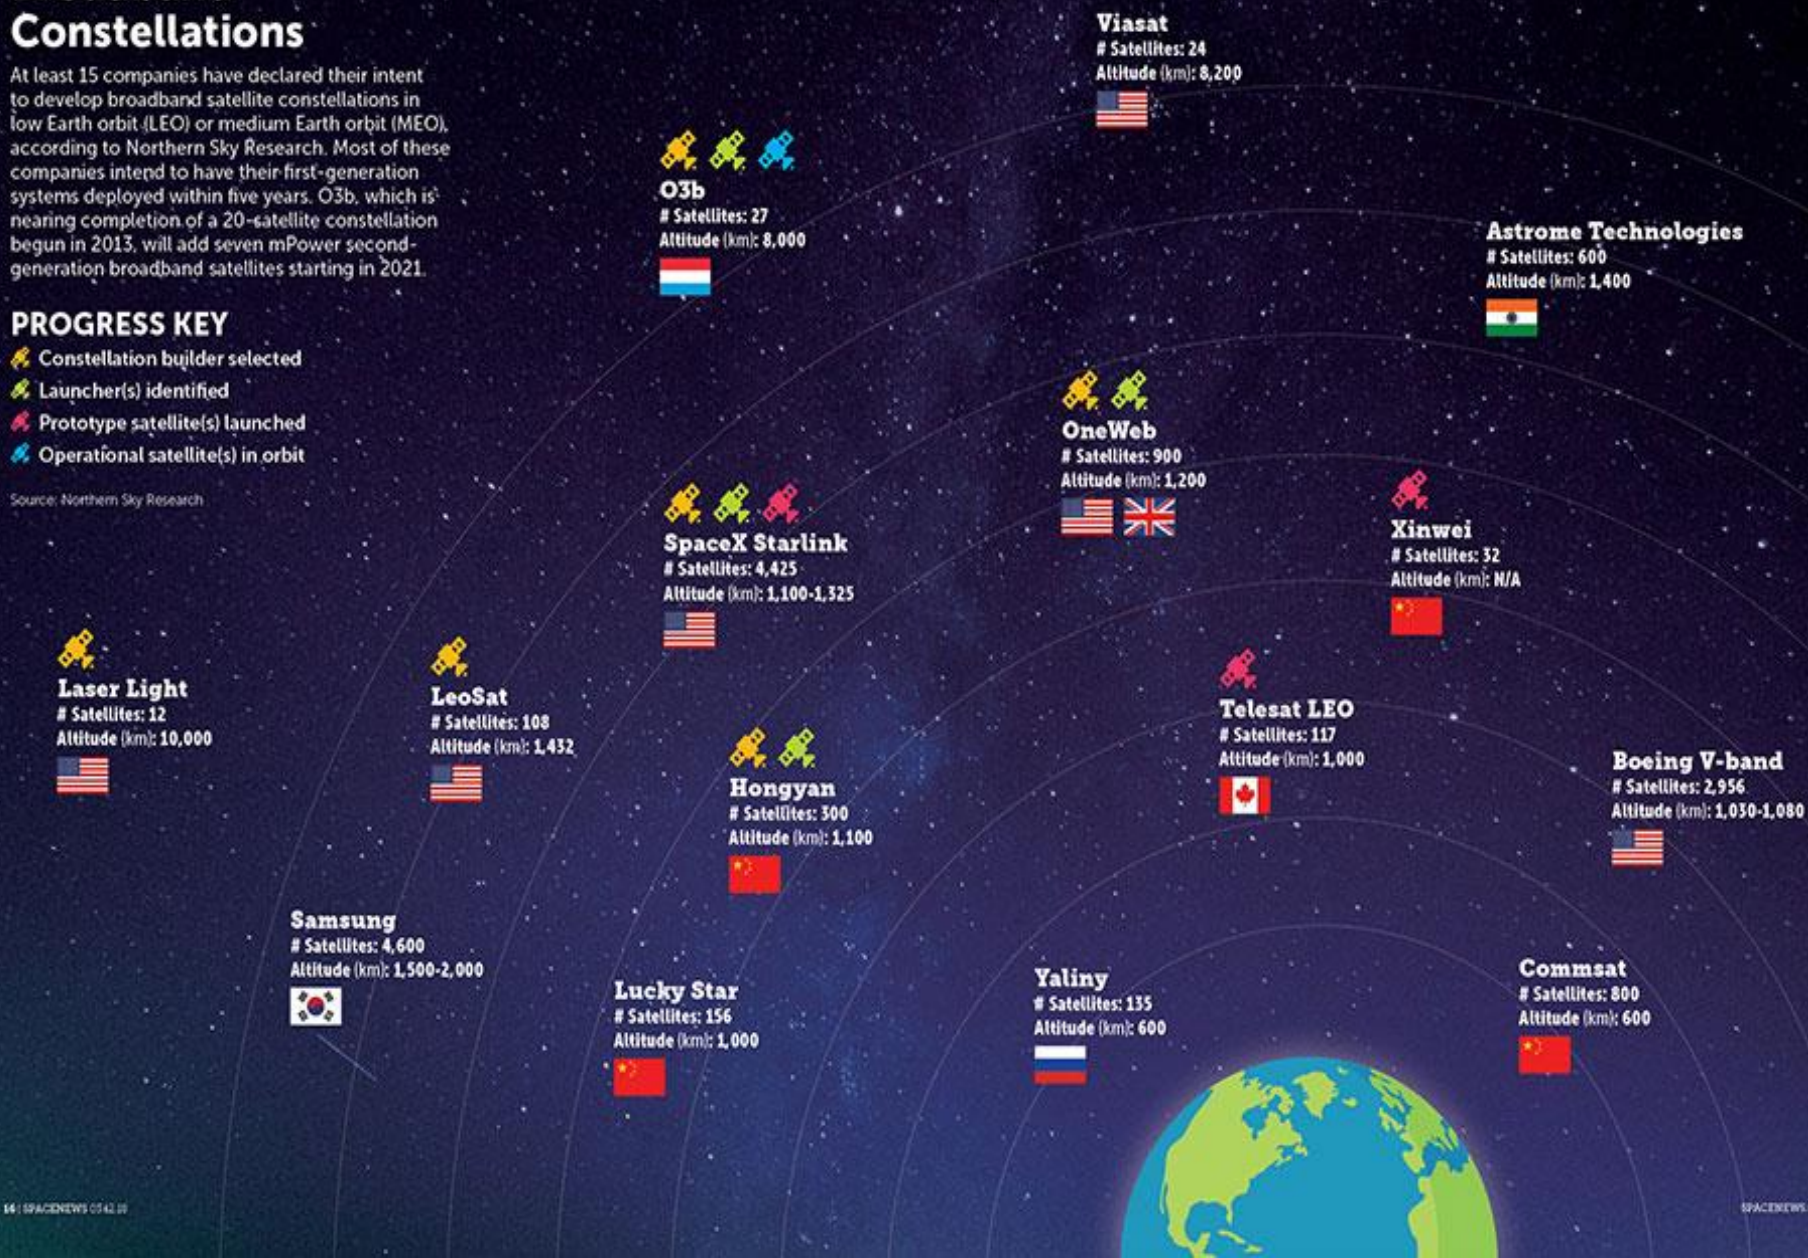 Constellations
At least 15 companies have declared their intent
to develop broadband satellite constellations in
low Earth orbit (LEO) or medium Earth orbit (MEO),
according to Northern Sky Research. Most of these
companies intend to have their first-generation
systems deployed within five years. O3b, which is
nearing completion of a 20-satellite constellation
begun in 2013, will add seven mPower second-
generation broadband satellites starting in 2021.
PROGRESS KEY
Constellation builder selected
Launcher(s) identified
Prototype satellite(s) launched
Operational satellite(s) in orbit
Source: Northern Sky Research
Viasat
# Satellites: 24
Altitude (km): 8,200
O3b
# Satellites: 27
Altitude (km): 8,000
Astrome Technologies
# Satellites: 600
Altitude (km): 1,400
OneWeb
# Satellites: 900
Altitude (km): 1,200
Xinwei
# Satellites: 32
Altitude (km): N/A
SpaceX Starlink
# Satellites: 4,425
Altitude (km): 1,100-1,325
Laser Light
# Satellites: 12
Altitude (km): 10,000
LeoSat
# Satellites: 108
Altitude (km): 1,432
Telesat LEO
# Satellites: 117
Altitude (km): 1,000
Hongyan
# Satellites: 300
Altitude (km): 1,100
Boeing V-band
# Satellites: 2,956
Altitude (km): 1,030-1,080
Samsung
# Satellites: 4,600
Altitude (km): 1,500-2,000
Lucky Star
# Satellites: 156
Altitude (km): 1,000
Yaliny
# Satellites: 135
Altitude (km): 600
Commsat
# Satellites: 800
Altitude (km): 600
16 | SPACENEWS
SPACENEWS